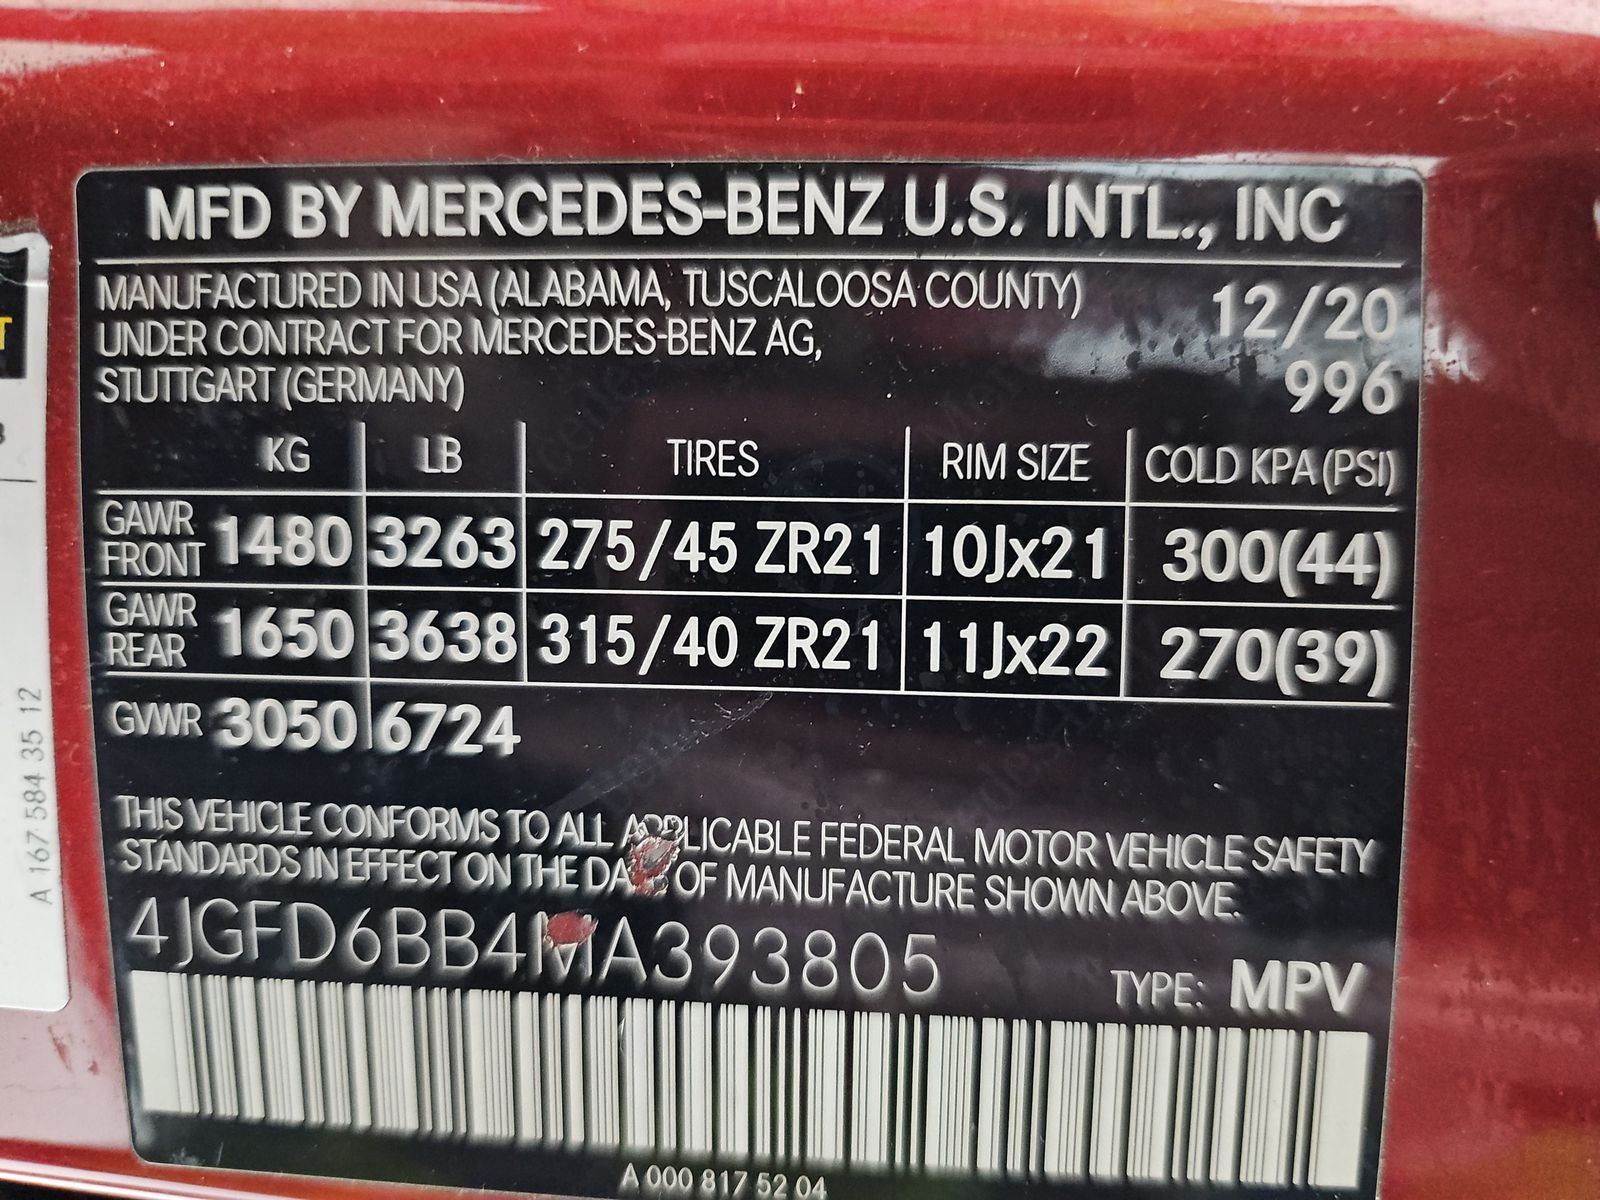 MFD BY MERCEDES-BENZ U.S. INTL., INC
MANUFACTURED IN USA (ALABAMA, TUSCALOOSA COUNTY) 12/20
UNDER CONTRACT FOR MERCEDES-BENZ AG,
STUTTGART (GERMANY) 996
KG LB TIRES RIM SIZE COLD KPA (PSI)
GAWR FRONT 1480 3263 275/45 ZR21 10Jx21 300(44)
GAWR REAR 1650 3638 315/40 ZR21 11Jx22 270(39)
GVWR 3050 6724
THIS VEHICLE CONFORMS TO ALL APPLICABLE FEDERAL MOTOR VEHICLE SAFETY
STANDARDS IN EFFECT ON THE DATE OF MANUFACTURE SHOWN ABOVE.
4JGFD6BB4MA393805
TYPE: MPV
A 000 817 52 04
A 167 584 35 12